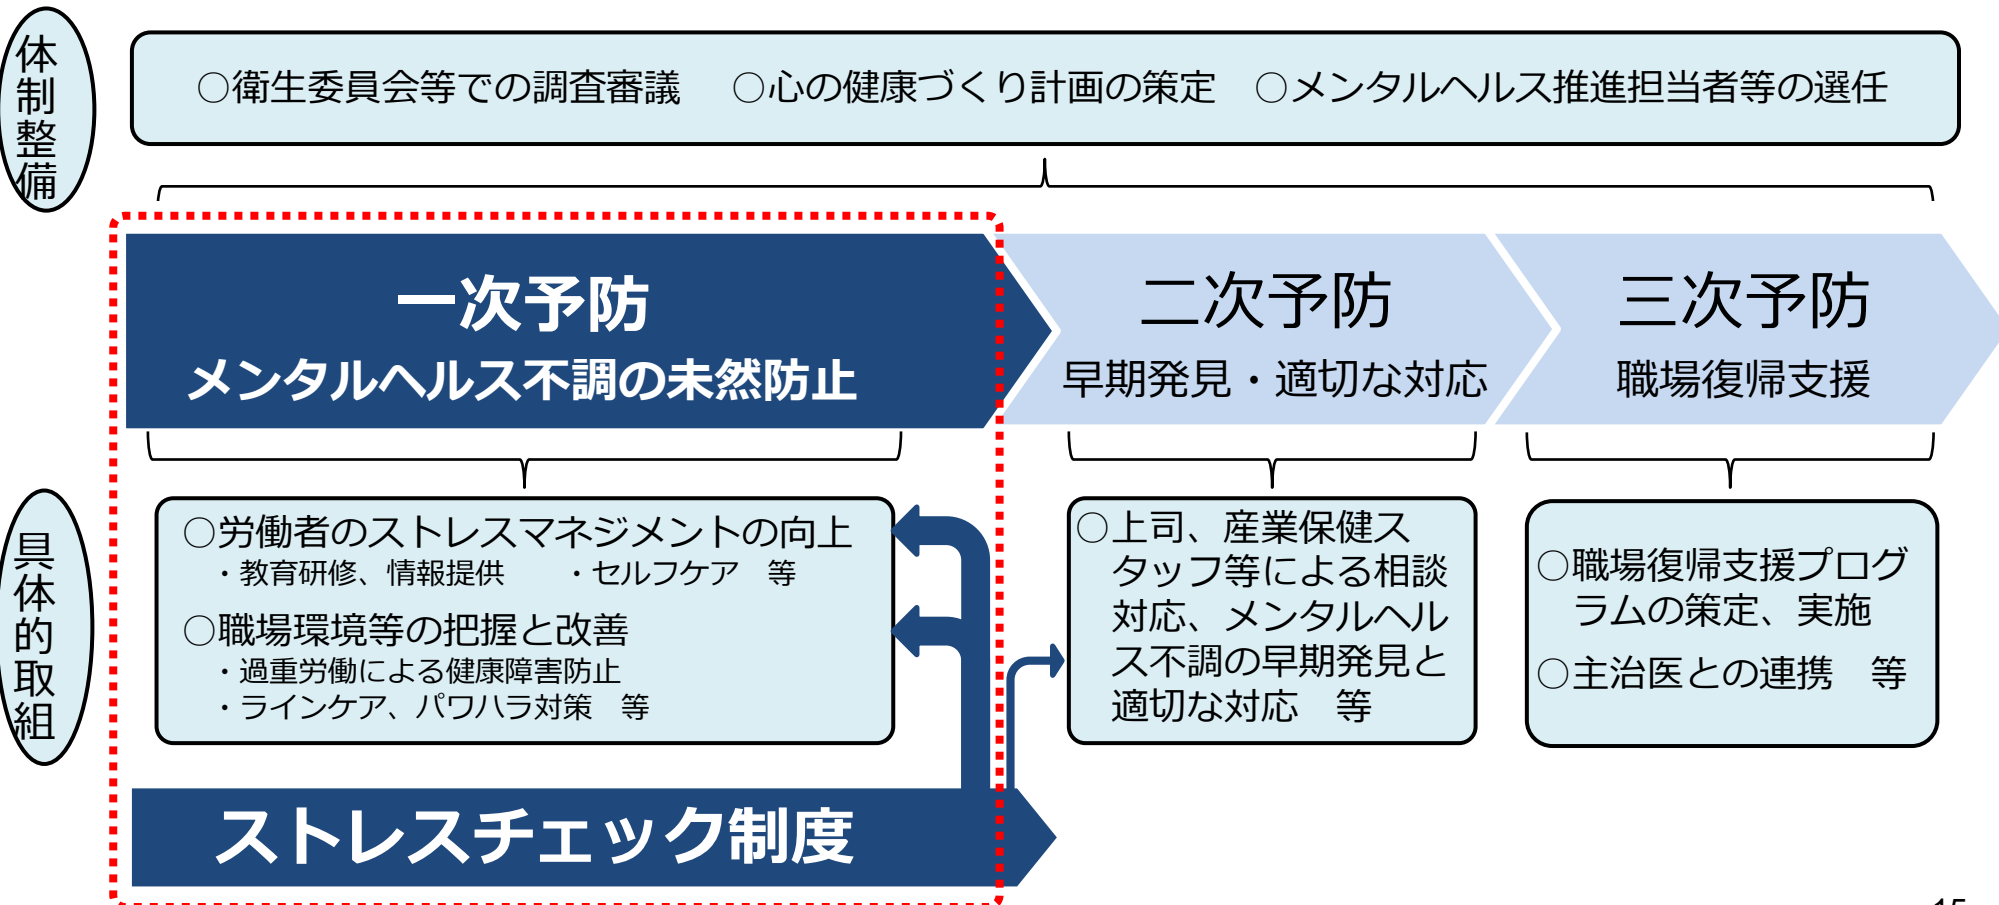 体制整備
○衛生委員会等での調査審議　○心の健康づくり計画の策定　○メンタルヘルス推進担当者等の選任
一次予防
メンタルヘルス不調の未然防止
二次予防
早期発見・適切な対応
三次予防
職場復帰支援
具体的取組
○労働者のストレスマネジメントの向上
・教育研修、情報提供　・セルフケア　等
○職場環境等の把握と改善
・過重労働による健康障害防止
・ラインケア、パワハラ対策　等
○上司、産業保健ス
タッフ等による相談
対応、メンタルヘル
ス不調の早期発見と
適切な対応　等
○職場復帰支援プログ
ラムの策定、実施
○主治医との連携　等
ストレスチェック制度